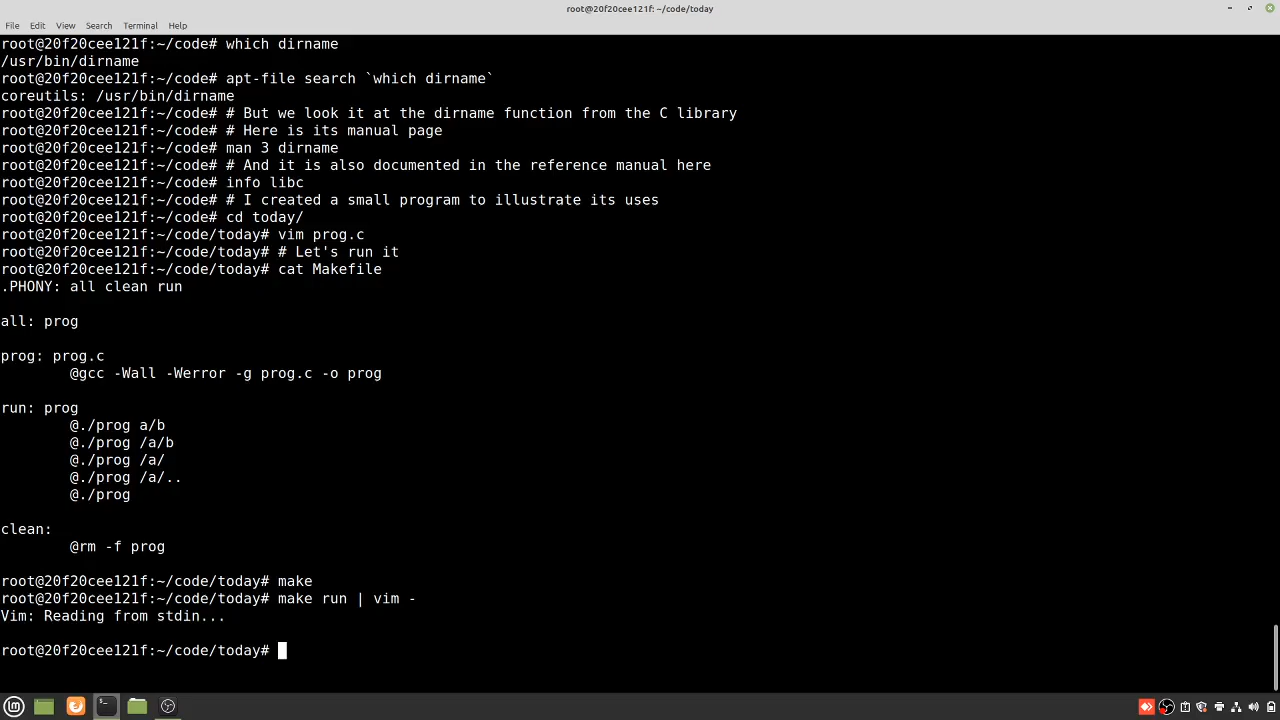 root@20f20cee121f: ~/code/today
File Edit View Search Terminal Help
root@20f20cee121f:~/code# which dirname
/usr/bin/dirname
root@20f20cee121f:~/code# apt-file search `which dirname`
coreutils: /usr/bin/dirname
root@20f20cee121f:~/code# # But we look it at the dirname function from the C library
root@20f20cee121f:~/code# # Here is its manual page
root@20f20cee121f:~/code# man 3 dirname
root@20f20cee121f:~/code# # And it is also documented in the reference manual here
root@20f20cee121f:~/code# info libc
root@20f20cee121f:~/code# # I created a small program to illustrate its uses
root@20f20cee121f:~/code# cd today/
root@20f20cee121f:~/code/today# vim prog.c
root@20f20cee121f:~/code/today# # Let's run it
root@20f20cee121f:~/code/today# cat Makefile
.PHONY: all clean run
all: prog
prog: prog.c
@gcc -Wall -Werror -g prog.c -o prog
run: prog
@./prog a/b
@./prog /a/b
@./prog /a/
@./prog /a/..
@./prog
clean:
@rm -f prog
root@20f20cee121f:~/code/today# make
root@20f20cee121f:~/code/today# make run | vim -
Vim: Reading from stdin...
root@20f20cee121f:~/code/today#